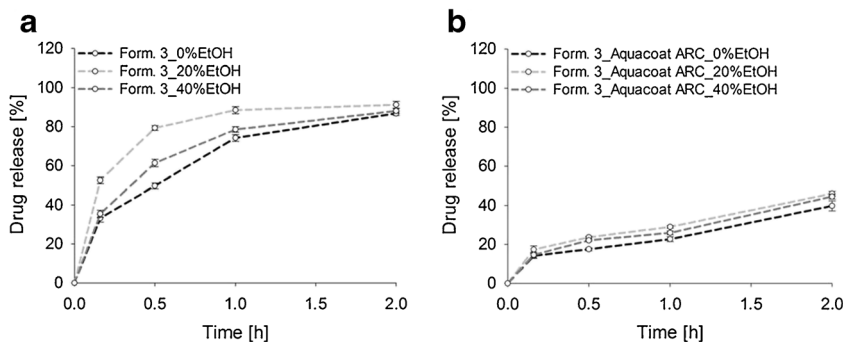 a
120
100
80
60
40
20
0
Drug release [%]
Form. 3_0%EtOH
Form. 3_20%EtOH
Form. 3_40%EtOH
0.0 0.5 1.0 1.5 2.0
Time [h]
b
120
100
80
60
40
20
0
Drug release [%]
Form. 3_Aquacoat ARC_0%EtOH
Form. 3_Aquacoat ARC_20%EtOH
Form. 3_Aquacoat ARC_40%EtOH
0.0 0.5 1.0 1.5 2.0
Time [h]